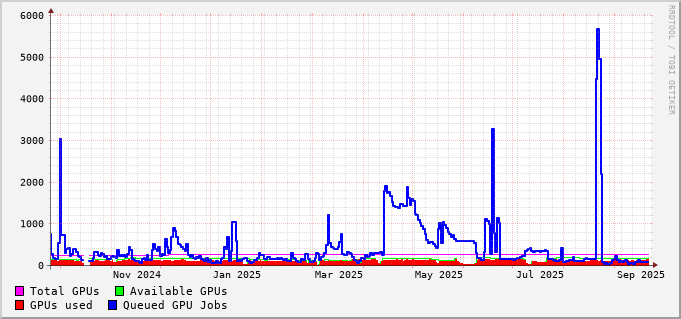 6000
5000
4000
3000
2000
1000
0
Nov 2024 Jan 2025 Mar 2025 May 2025 Jul 2025 Sep 2025
Total GPUs Available GPUs
GPUs used Queued GPU Jobs
RRDTOOL / TOBI OETIKER